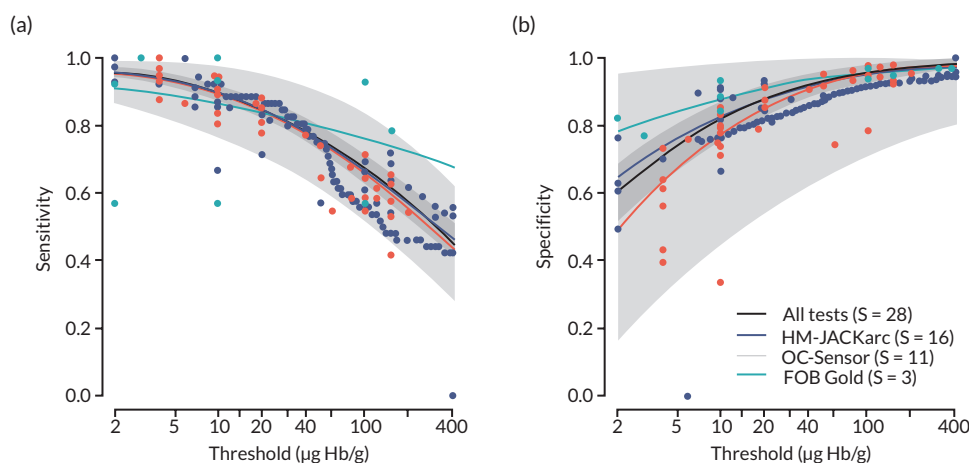 (a)
1.0
0.8
0.6
0.4
0.2
0.0
Sensitivity
2 5 10 20 40 100 400
Threshold (µg Hb/g)
(b)
1.0
0.8
0.6
0.4
0.2
0.0
Specificity
All tests (S = 28)
HM-JACKarc (S = 16)
OC-Sensor (S = 11)
FOB Gold (S = 3)
2 5 10 20 40 100 400
Threshold (µg Hb/g)